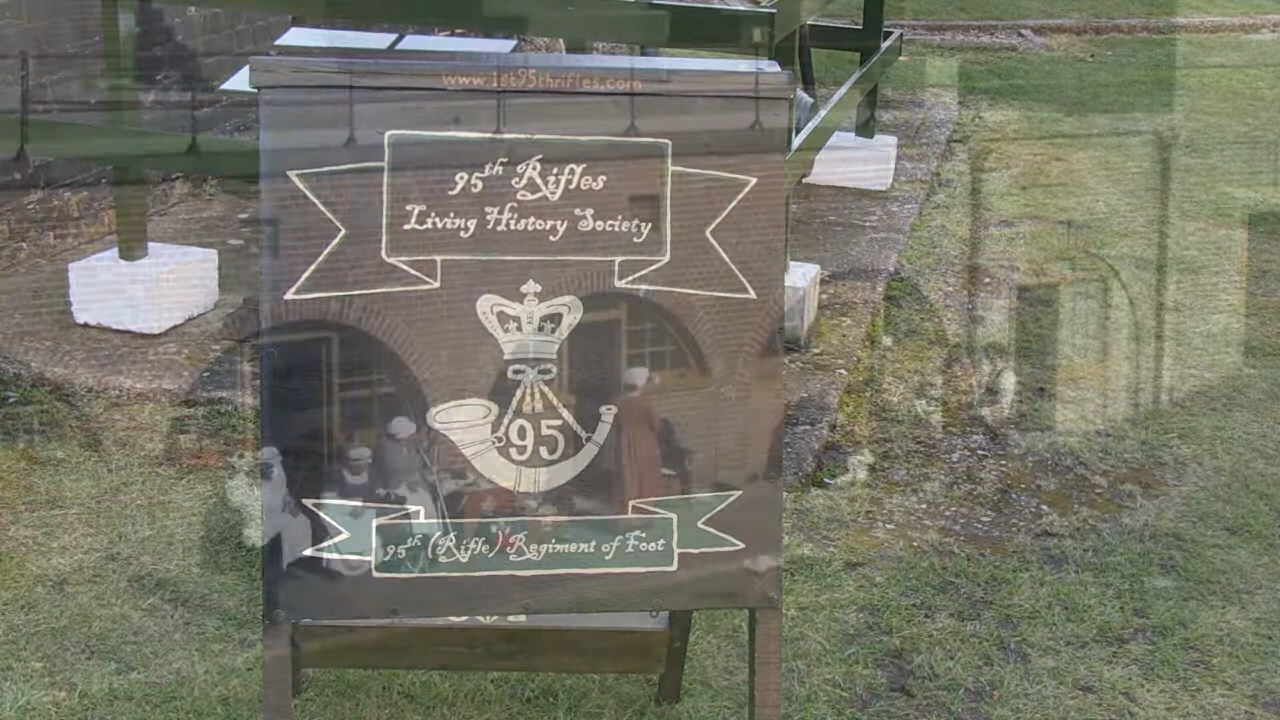 www.1st95thrifles.com
95th Rifles
Living History Society
95
95th (Rifle) Regiment of Foot